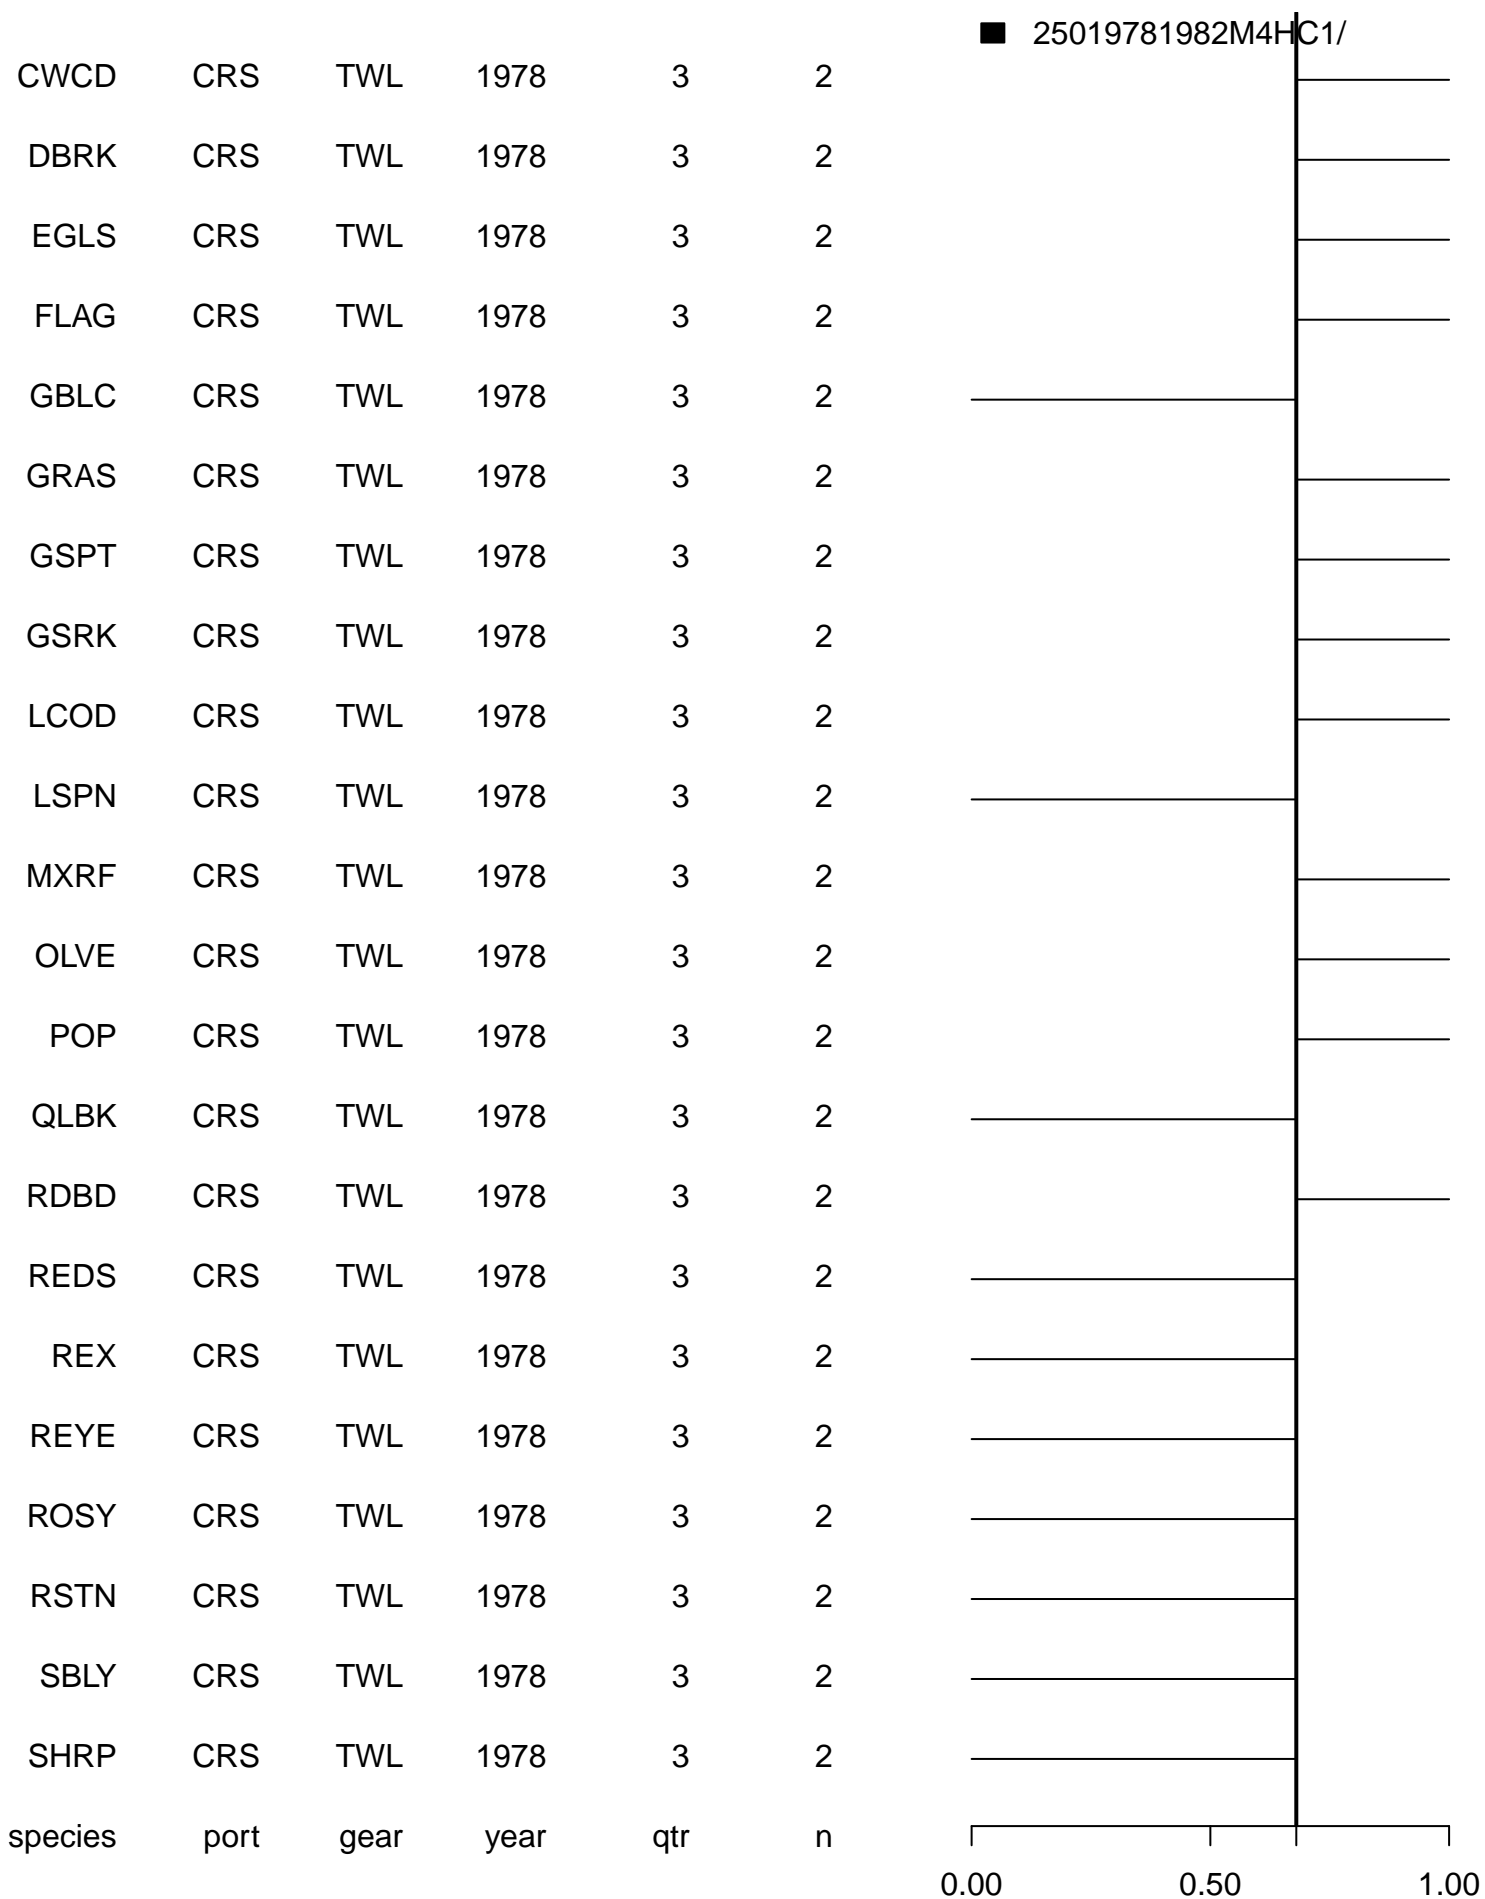 25019781982M4HC1/
CWCD CRS TWL 1978 3 2
DBRK CRS TWL 1978 3 2
EGLS CRS TWL 1978 3 2
FLAG CRS TWL 1978 3 2
GBLC CRS TWL 1978 3 2
GRAS CRS TWL 1978 3 2
GSPT CRS TWL 1978 3 2
GSRK CRS TWL 1978 3 2
LCOD CRS TWL 1978 3 2
LSPN CRS TWL 1978 3 2
MXRF CRS TWL 1978 3 2
OLVE CRS TWL 1978 3 2
POP CRS TWL 1978 3 2
QLBK CRS TWL 1978 3 2
RDBD CRS TWL 1978 3 2
REDS CRS TWL 1978 3 2
REX CRS TWL 1978 3 2
REYE CRS TWL 1978 3 2
ROSY CRS TWL 1978 3 2
RSTN CRS TWL 1978 3 2
SBLY CRS TWL 1978 3 2
SHRP CRS TWL 1978 3 2
species port gear year qtr n
0.00 0.50 1.00